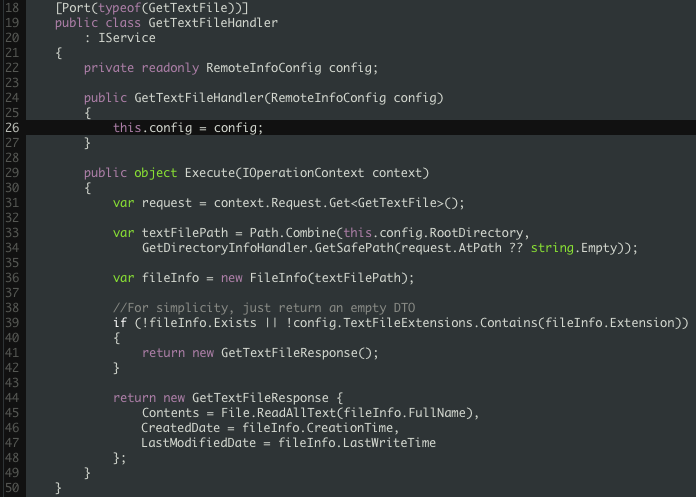 18     [Port(typeof(GetTextFile))]
19     public class GetTextFileHandler
20         : IService
21     {
22         private readonly RemoteInfoConfig config;
23
24         public GetTextFileHandler(RemoteInfoConfig config)
25         {
26             this.config = config;
27         }
28
29         public object Execute(IOperationContext context)
30         {
31             var request = context.Request.Get<GetTextFile>();
32
33             var textFilePath = Path.Combine(this.config.RootDirectory,
34                 GetDirectoryInfoHandler.GetSafePath(request.AtPath ?? string.Empty));
35
36             var fileInfo = new FileInfo(textFilePath);
37
38             //For simplicity, just return an empty DTO
39             if (!fileInfo.Exists || !config.TextFileExtensions.Contains(fileInfo.Extension))
40             {
41                 return new GetTextFileResponse();
42             }
43
44             return new GetTextFileResponse {
45                 Contents = File.ReadAllText(fileInfo.FullName),
46                 CreatedDate = fileInfo.CreationTime,
47                 LastModifiedDate = fileInfo.LastWriteTime
48             };
49         }
50     }